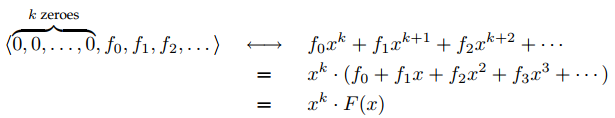 k zeroes
⟨0, 0, . . . , 0, f₀, f₁, f₂, . . . ⟩ ⟷ f₀xᵏ + f₁xᵏ⁺¹ + f₂xᵏ⁺² + · · ·
= xᵏ · (f₀ + f₁x + f₂x² + f₃x³ + · · · )
= xᵏ · F(x)